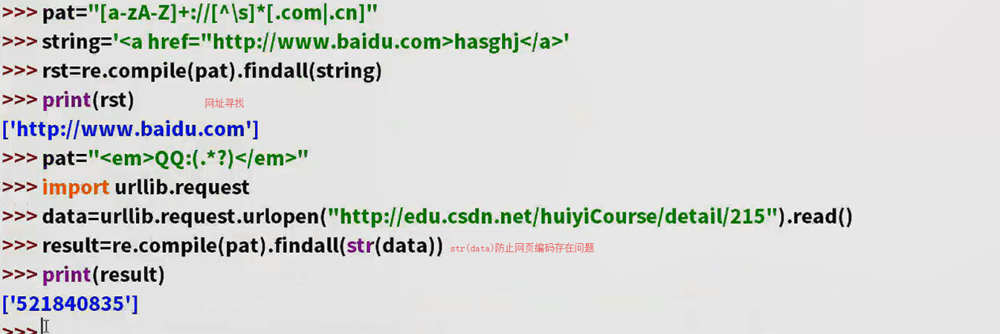 >>> pat="[a-zA-Z]+://[^\s]*[.com|.cn]"
>>> string='<a href="http://www.baidu.com>hasghj</a>'
>>> rst=re.compile(pat).findall(string)
>>> print(rst) 网址寻找
['http://www.baidu.com']
>>> pat="<em>QQ:(.*?)</em>"
>>> import urllib.request
>>> data=urllib.request.urlopen("http://edu.csdn.net/huiyiCourse/detail/215").read()
>>> result=re.compile(pat).findall(str(data)) str(data)防止网页编码存在问题
>>> print(result)
['521840835']
>>>